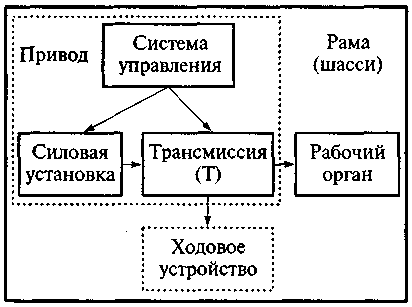 Привод
Система
управления
Рама
(шасси)
Силовая
установка
Трансмиссия
(Т)
Рабочий
орган
Ходовое
устройство